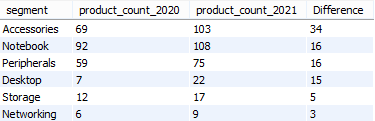 segment product_count_2020 product_count_2021 Difference
Accessories 69 103 34
Notebook 92 108 16
Peripherals 59 75 16
Desktop 7 22 15
Storage 12 17 5
Networking 6 9 3